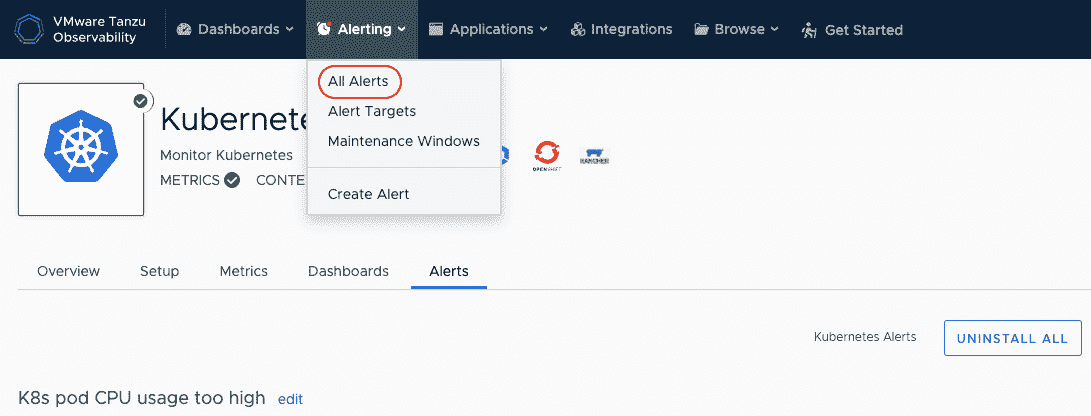 VMware Tanzu
Observability
Dashboards
Alerting
Applications
Integrations
Browse
Get Started
All Alerts
Alert Targets
Maintenance Windows
Create Alert
Monitor Kubernetes
METRICS
OPENSHIFT
RANCHER
Overview
Setup
Metrics
Dashboards
Alerts
Kubernetes Alerts
UNINSTALL ALL
K8s pod CPU usage too high edit